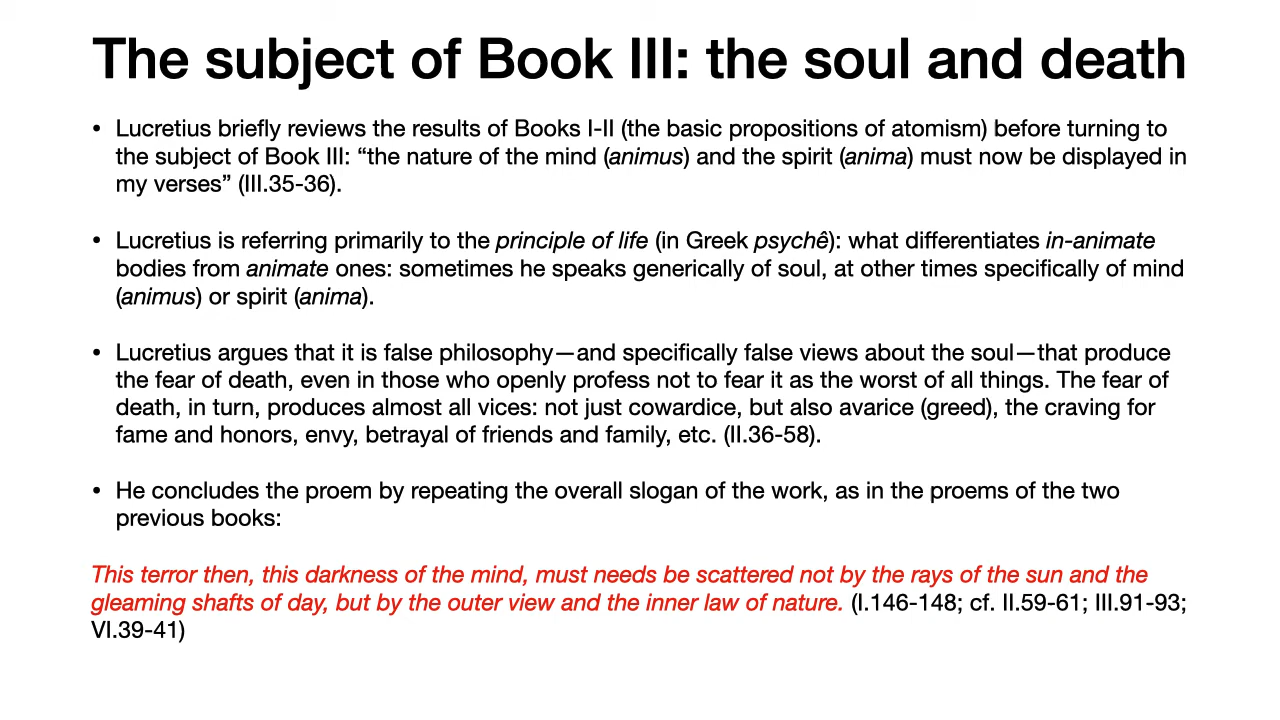 The subject of Book III: the soul and death
• Lucretius briefly reviews the results of Books I-II (the basic propositions of atomism) before turning to
the subject of Book III: “the nature of the mind (animus) and the spirit (anima) must now be displayed in
my verses” (III.35-36).
• Lucretius is referring primarily to the principle of life (in Greek psychê): what differentiates in-animate
bodies from animate ones: sometimes he speaks generically of soul, at other times specifically of mind
(animus) or spirit (anima).
• Lucretius argues that it is false philosophy—and specifically false views about the soul—that produce
the fear of death, even in those who openly profess not to fear it as the worst of all things. The fear of
death, in turn, produces almost all vices: not just cowardice, but also avarice (greed), the craving for
fame and honors, envy, betrayal of friends and family, etc. (II.36-58).
• He concludes the proem by repeating the overall slogan of the work, as in the proems of the two
previous books:
This terror then, this darkness of the mind, must needs be scattered not by the rays of the sun and the
gleaming shafts of day, but by the outer view and the inner law of nature. (I.146-148; cf. II.59-61; III.91-93;
VI.39-41)